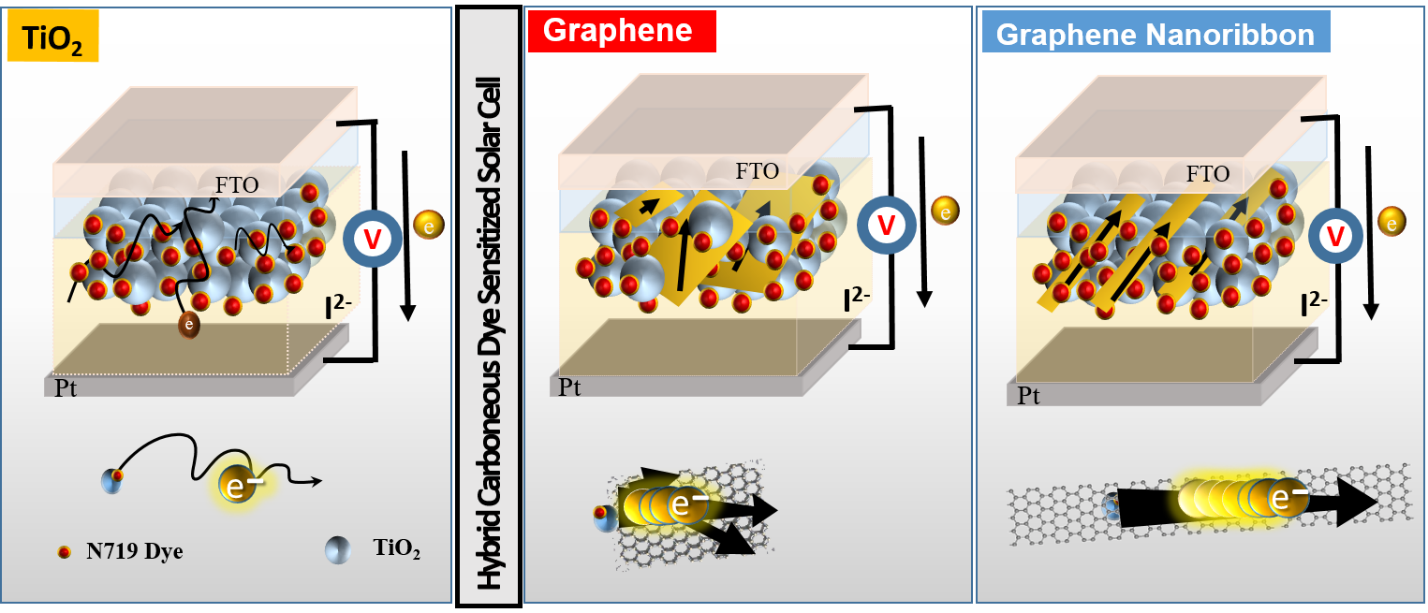 TiO2
FTO
V
e
I2-
e
Pt
e−
N719 Dye
TiO2
Hybrid Carboneous Dye Sensitized Solar Cell
Graphene
FTO
V
e
I2-
Pt
e−
Graphene Nanoribbon
FTO
V
e
I2-
Pt
e−